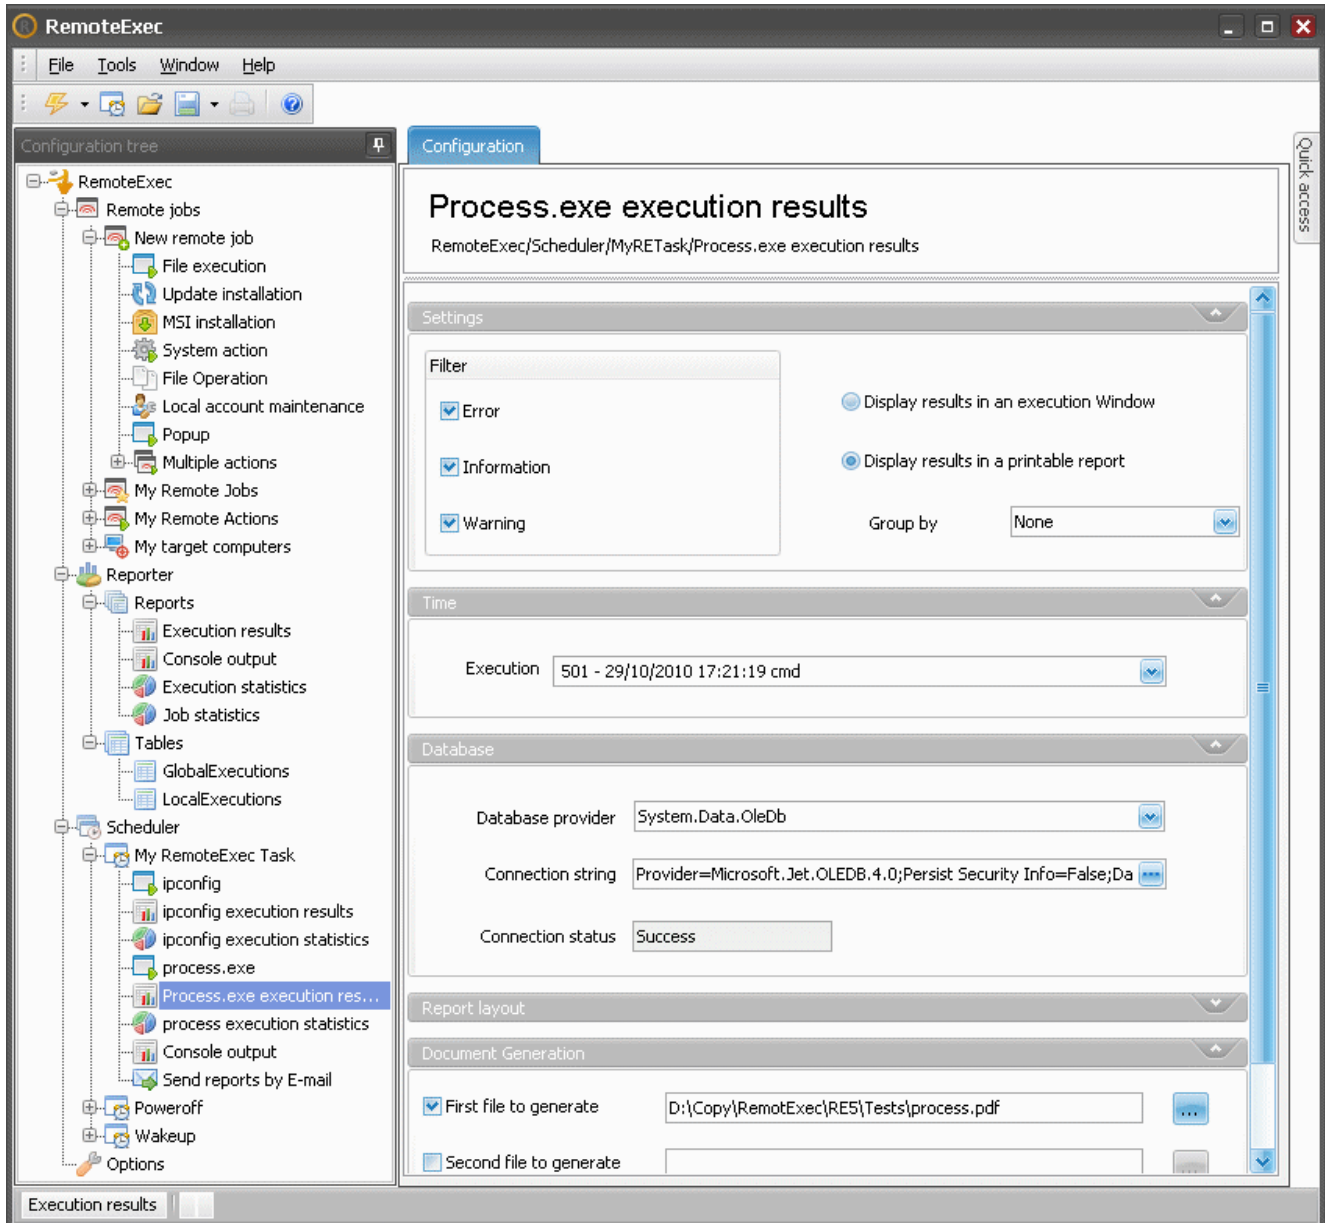 RemoteExec
File Tools Window Help
Configuration tree
RemoteExec
Remote jobs
New remote job
File execution
Update installation
MSI installation
System action
File Operation
Local account maintenance
Popup
Multiple actions
My Remote Jobs
My Remote Actions
My target computers
Reporter
Reports
Execution results
Console output
Execution statistics
Job statistics
Tables
GlobalExecutions
LocalExecutions
Scheduler
My RemoteExec Task
ipconfig
ipconfig execution results
ipconfig execution statistics
process.exe
Process.exe execution res...
process execution statistics
Console output
Send reports by E-mail
Poweroff
Wakeup
Options
Configuration
Process.exe execution results
RemoteExec/Scheduler/MyRETask/Process.exe execution results
Settings
Filter
Error
Information
Warning
Display results in an execution Window
Display results in a printable report
Group by None
Time
Execution 501 - 29/10/2010 17:21:19 cmd
Database
Database provider System.Data.OleDb
Connection string Provider=Microsoft.Jet.OLEDB.4.0;Persist Security Info=False;Da ...
Connection status Success
Report layout
Document Generation
First file to generate D:\Copy\RemotExec\RE5\Tests\process.pdf ...
Second file to generate ...
Quick access
Execution results